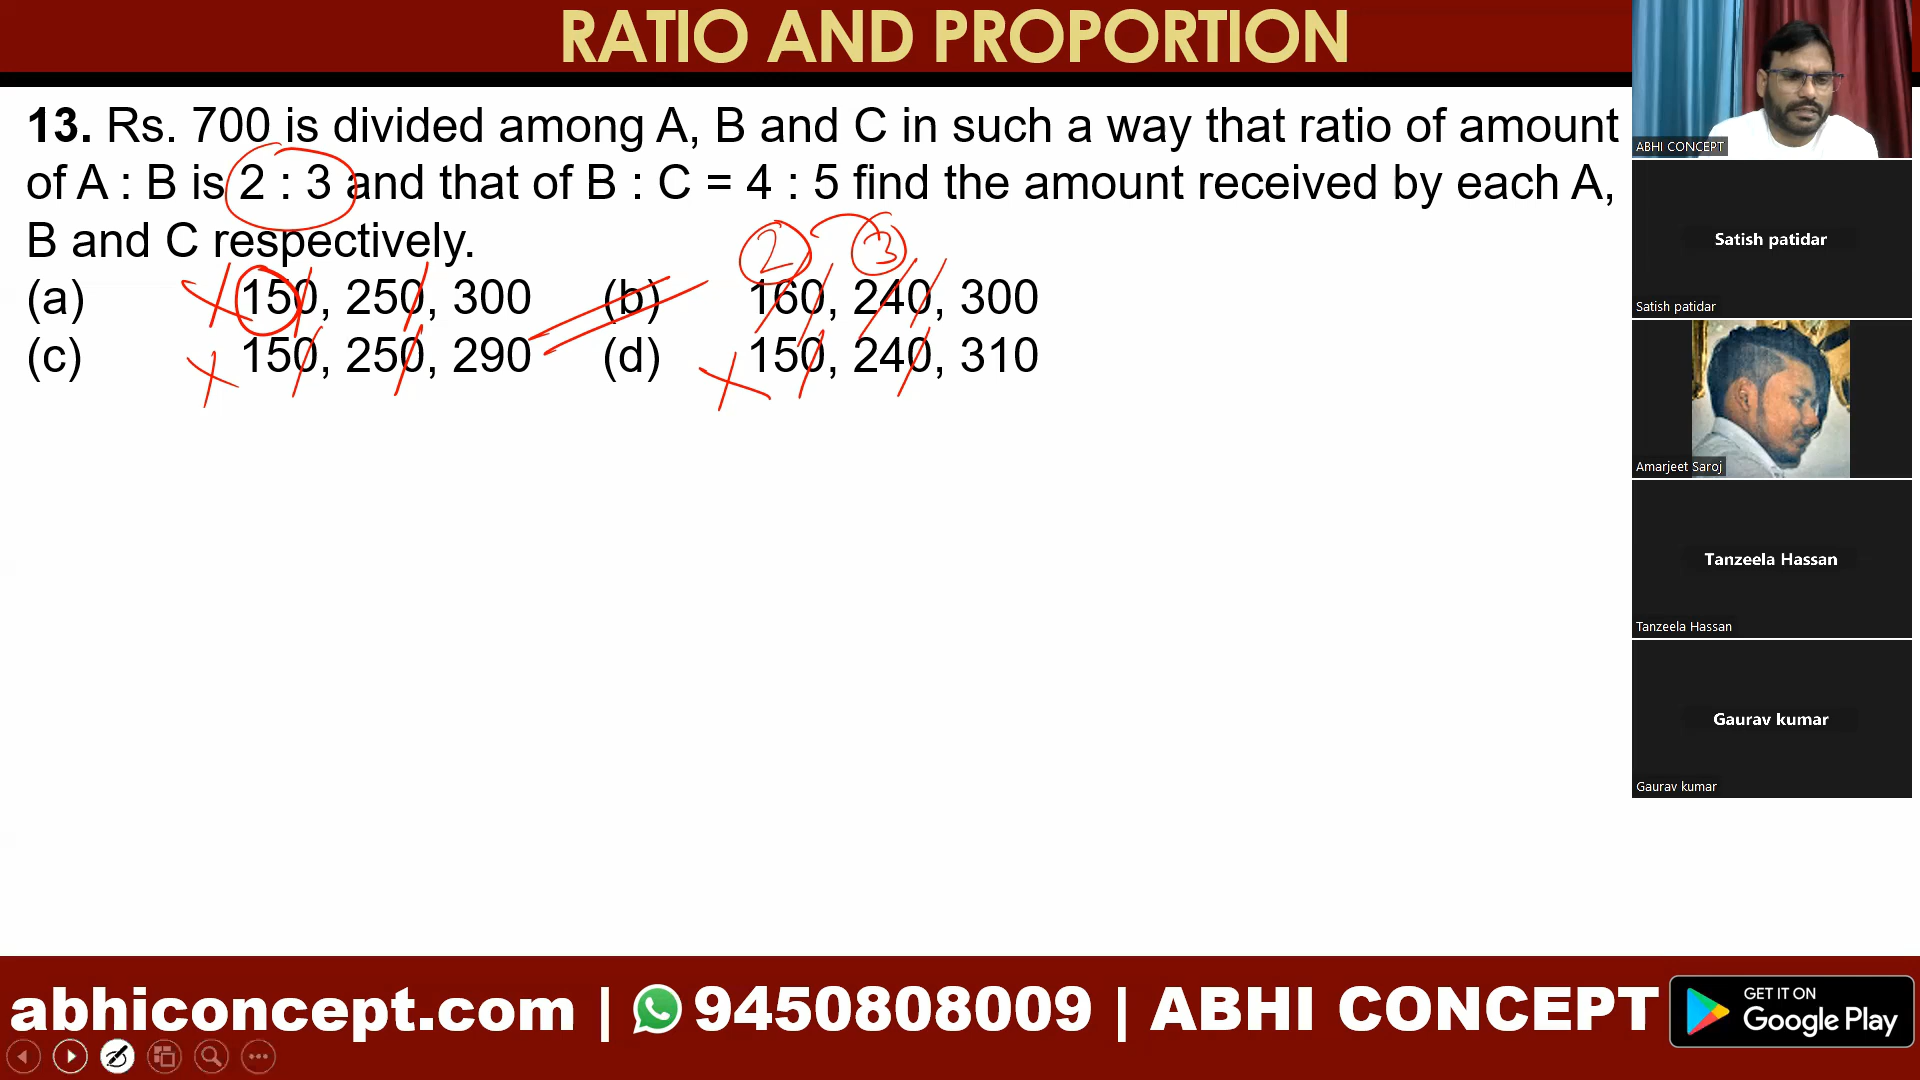 RATIO AND PROPORTION
13. Rs. 700 is divided among A, B and C in such a way that ratio of amount
of A : B is 2 : 3 and that of B : C = 4 : 5 find the amount received by each A,
B and C respectively.
2 3
(a) 150, 250, 300 (b) 160, 240, 300
(c) 150, 250, 290 (d) 150, 240, 310
ABHI CONCEPT
Satish patidar
Satish patidar
Amarjeet Saroj
Tanzeela Hassan
Tanzeela Hassan
Gaurav kumar
Gaurav kumar
abhiconcept.com | 9450808009 | ABHI CONCEPT
GET IT ON
Google Play